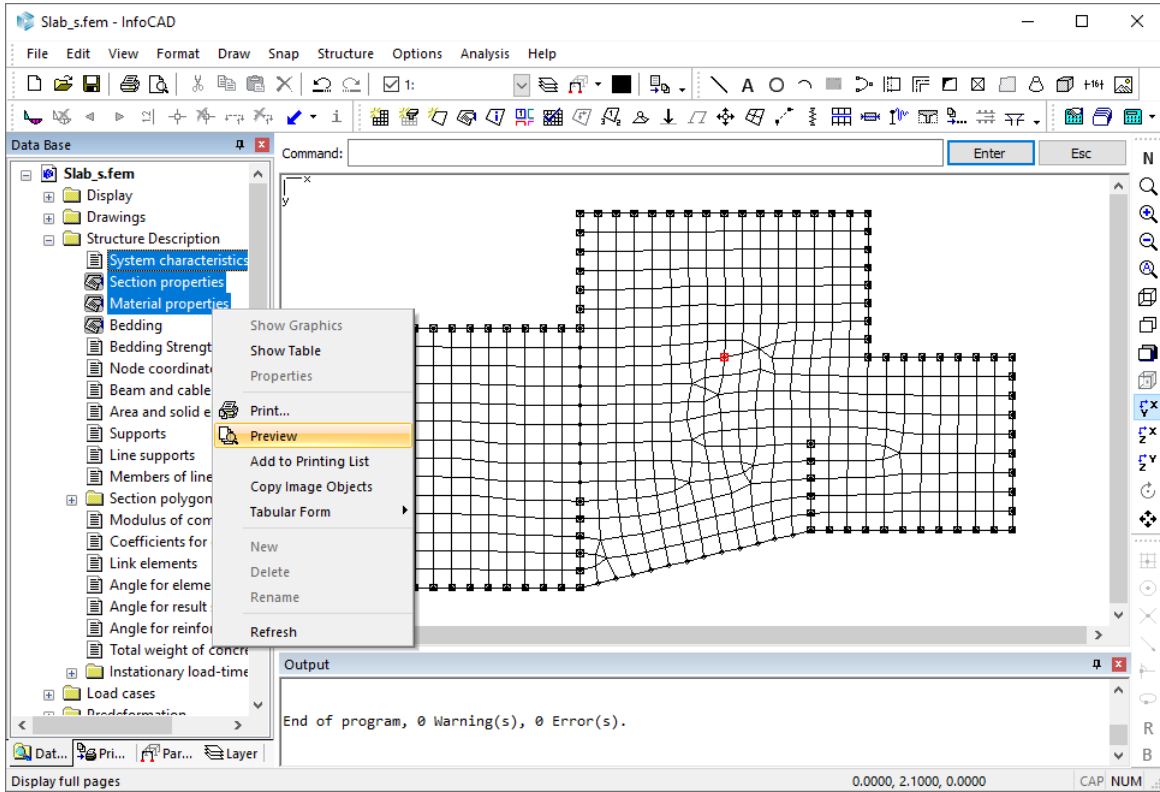 Slab_s.fem - InfoCAD
File Edit View Format Draw Snap Structure Options Analysis Help
1:
Data Base
Command:
Enter
Esc
Slab_s.fem
Display
Drawings
Structure Description
System characteristics
Section properties
Material properties
Bedding
Bedding Strengt
Node coordinat
Beam and cable
Area and solid e
Supports
Line supports
Members of line
Section polygon
Modulus of com
Coefficients for
Link elements
Angle for eleme
Angle for result
Angle for reinfor
Total weight of concre
Instationary load-time
Load cases
Predeformation
Show Graphics
Show Table
Properties
Print...
Preview
Add to Printing List
Copy Image Objects
Tabular Form
New
Delete
Rename
Refresh
x
y
N
R
B
Output
End of program, 0 Warning(s), 0 Error(s).
Dat... Pri... Par... Layer
Display full pages
0.0000, 2.1000, 0.0000
CAP NUM